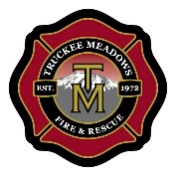 TRUCKEE MEADOWS
EST. 1972
TM
FIRE & RESCUE